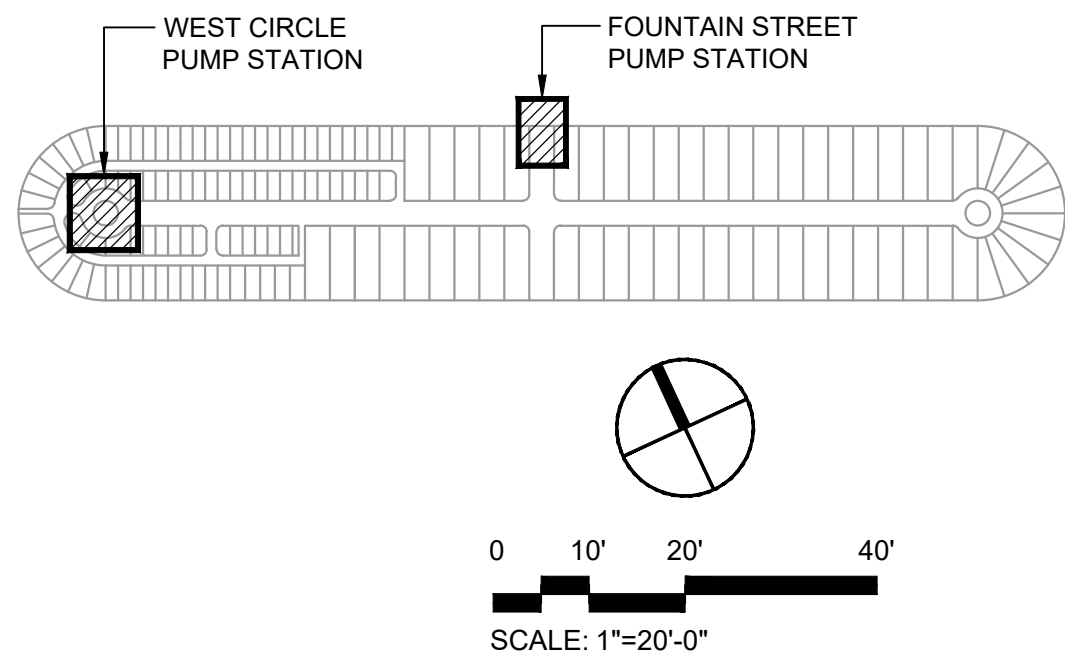 WEST CIRCLE
PUMP STATION
FOUNTAIN STREET
PUMP STATION
0 10' 20' 40'
SCALE: 1"=20'-0"